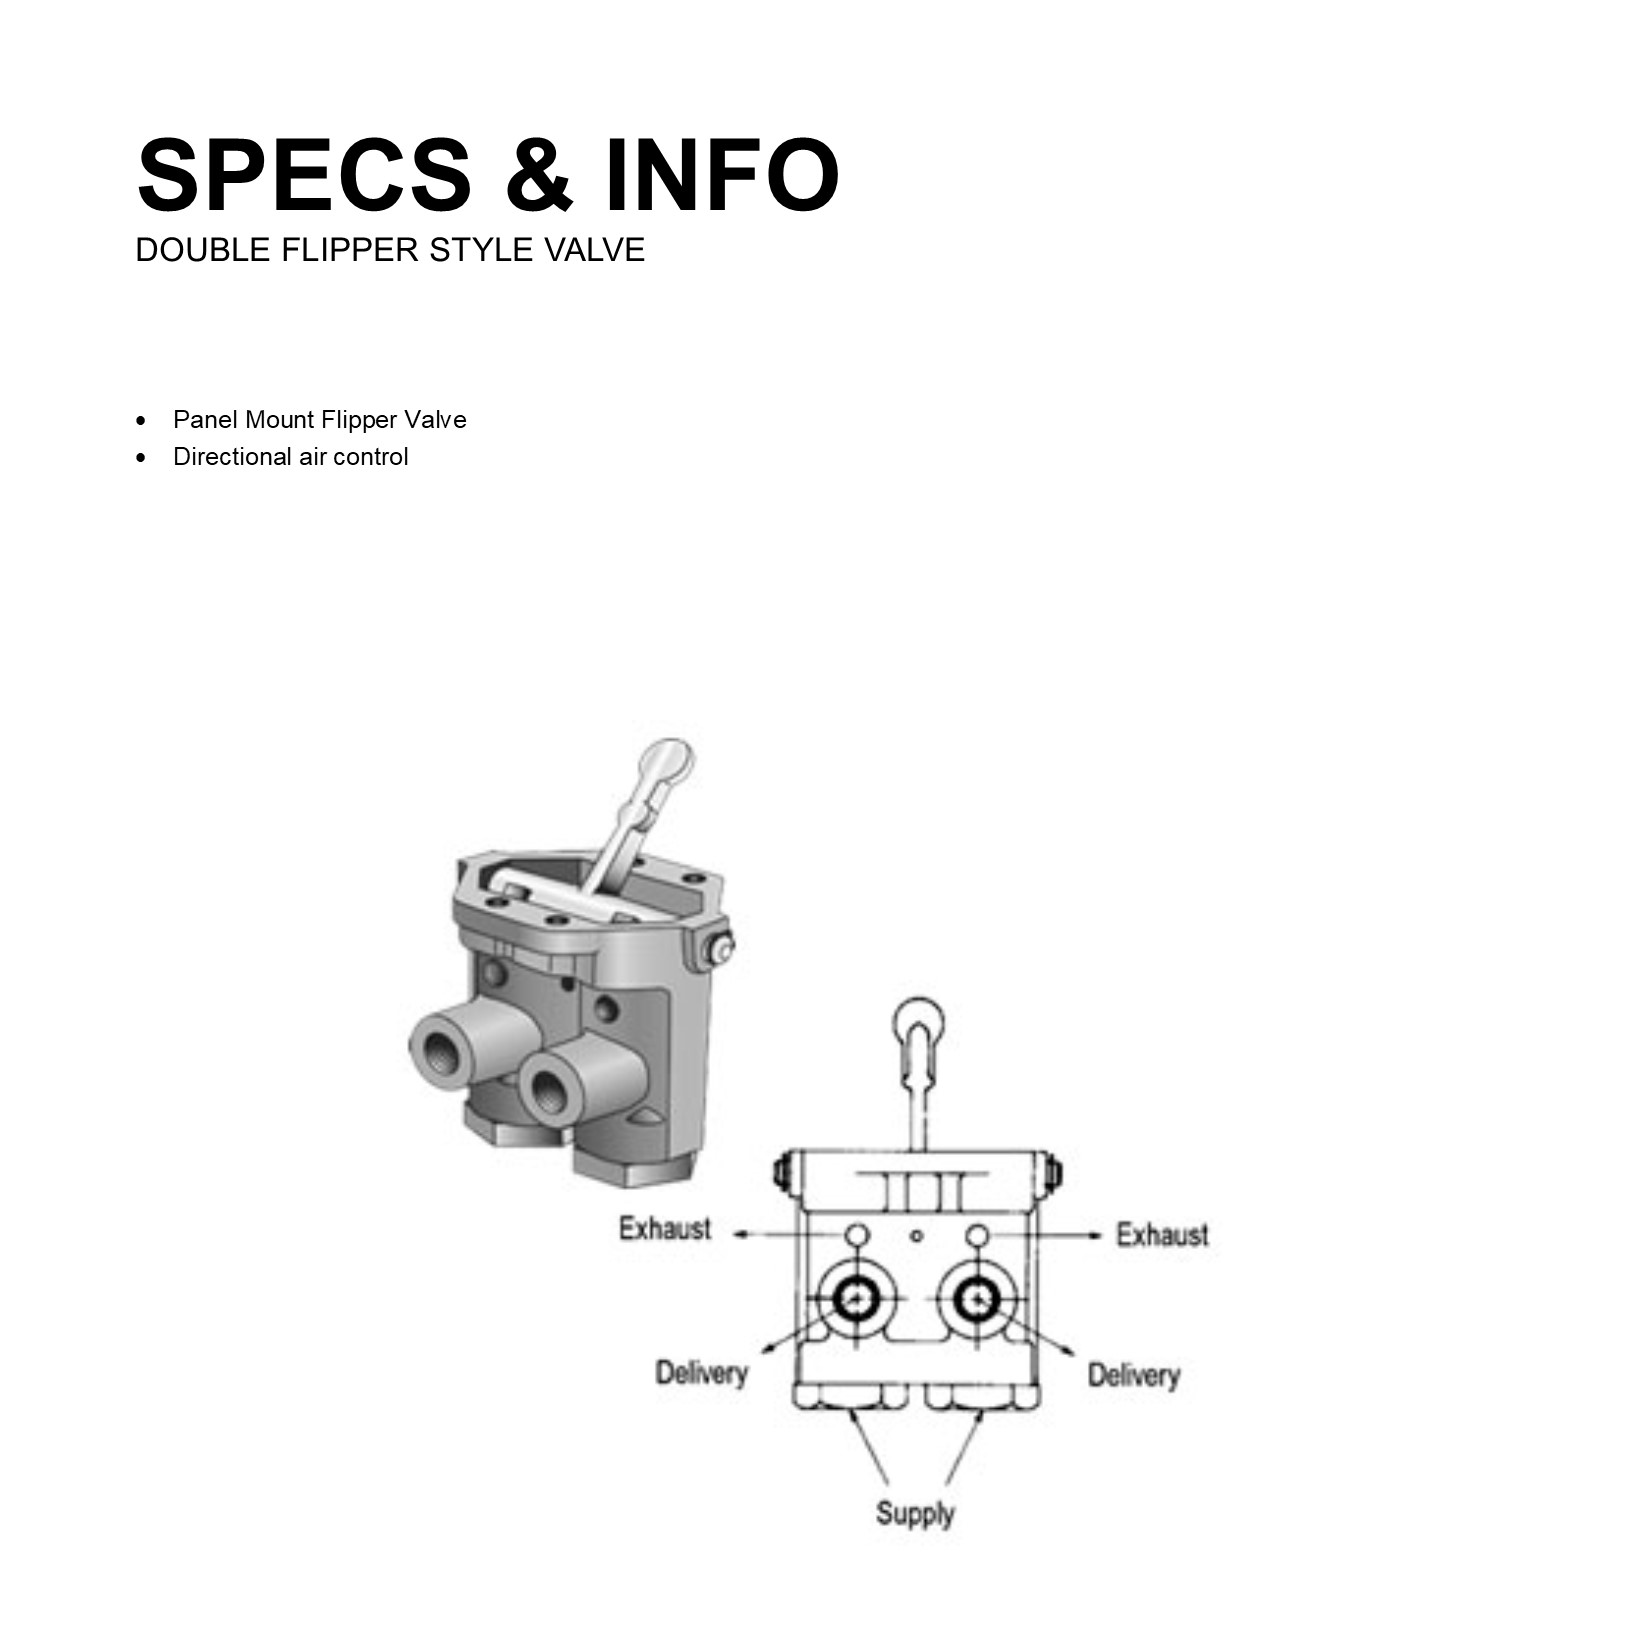 SPECS & INFO
DOUBLE FLIPPER STYLE VALVE
• Panel Mount Flipper Valve
• Directional air control
Exhaust
Exhaust
Delivery
Delivery
Supply